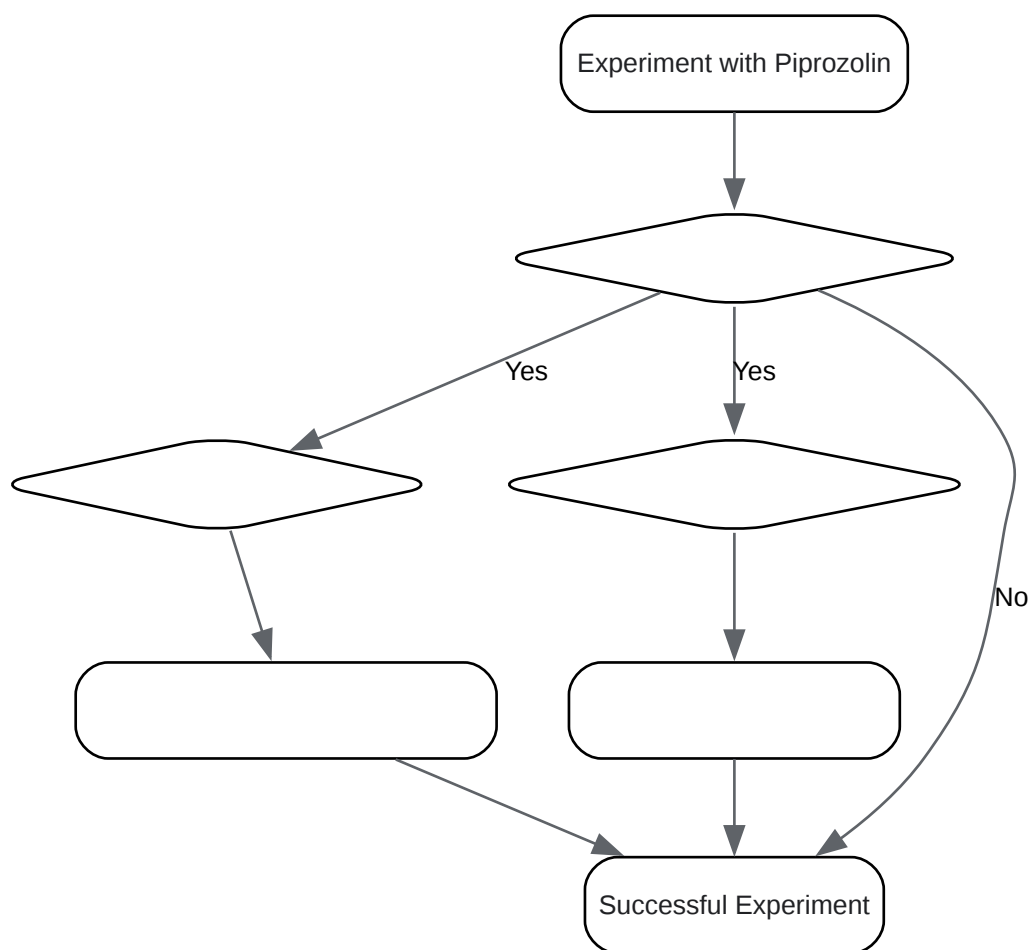 Experiment with Piprozolin
Yes
Yes
No
Successful Experiment